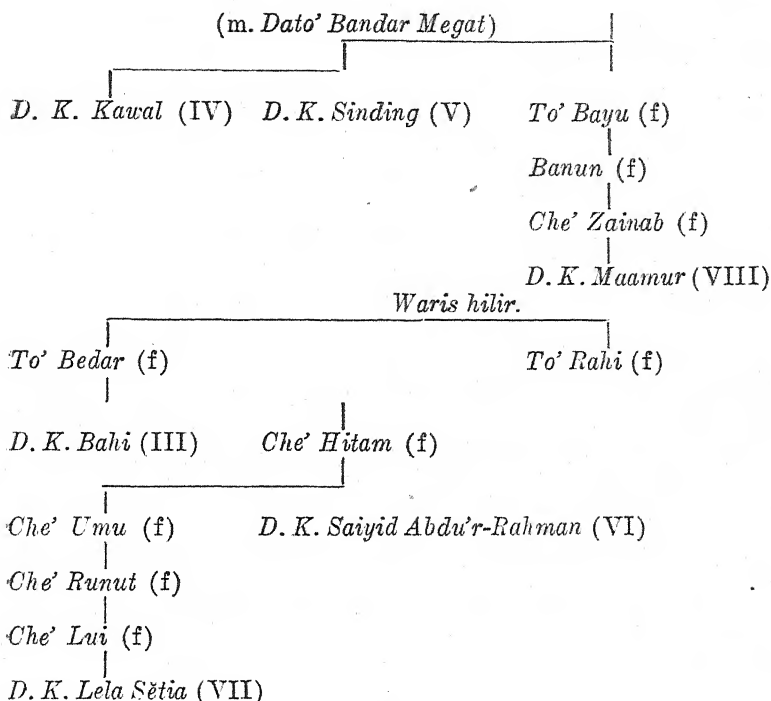 (m. Dato' Bandar Megat)
D. K. Kawal (IV) D. K. Sinding (V) To' Bayu (f)
Banun (f)
Che' Zainab (f)
D. K. Maamur (VIII)
Waris hilir.
To' Bedar (f) To' Rahi (f)
D. K. Bahi (III) Che' Hitam (f)
Che' Umu (f) D. K. Saiyid Abdu'r-Rahman (VI)
Che' Runut (f)
Che' Lui (f)
D. K. Lela Sĕtia (VII)